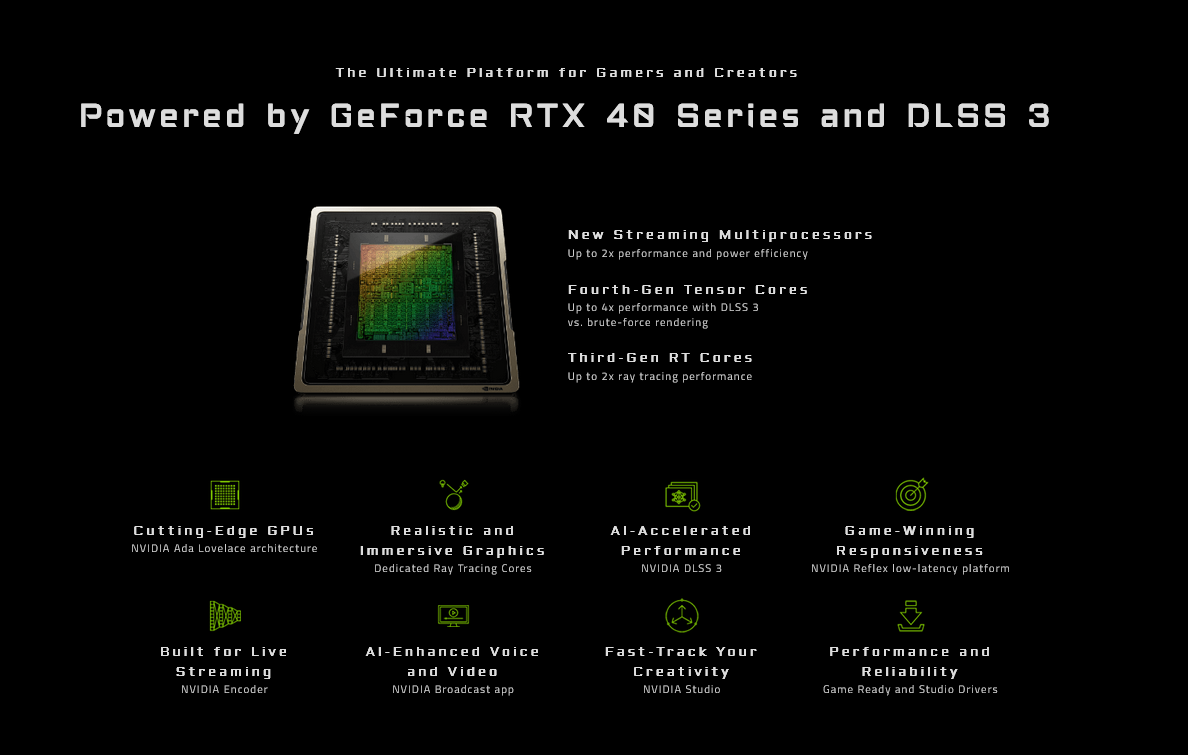 The Ultimate Platform for Gamers and Creators
Powered by GeForce RTX 40 Series and DLSS 3
New Streaming Multiprocessors
Up to 2x performance and power efficiency
Fourth-Gen Tensor Cores
Up to 4x performance with DLSS 3
vs. brute-force rendering
Third-Gen RT Cores
Up to 2x ray tracing performance
NVIDIA
Cutting-Edge GPUs
NVIDIA Ada Lovelace architecture
Realistic and
Immersive Graphics
Dedicated Ray Tracing Cores
AI-Accelerated
Performance
NVIDIA DLSS 3
Game-Winning
Responsiveness
NVIDIA Reflex low-latency platform
Built for Live
Streaming
NVIDIA Encoder
AI-Enhanced Voice
and Video
NVIDIA Broadcast app
Fast-Track Your
Creativity
NVIDIA Studio
Performance and
Reliability
Game Ready and Studio Drivers